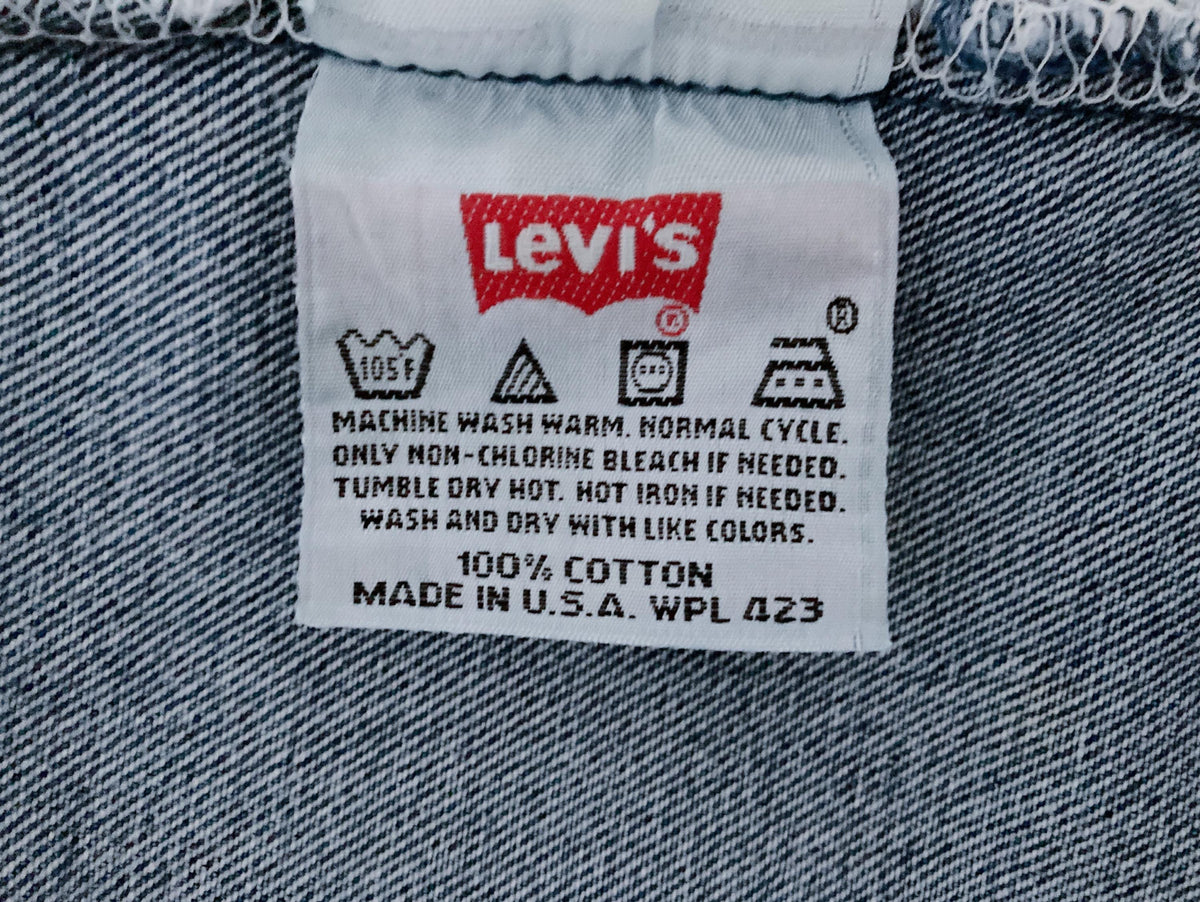 Levi's
®
®
105°F
MACHINE WASH WARM. NORMAL CYCLE.
ONLY NON-CHLORINE BLEACH IF NEEDED.
TUMBLE DRY HOT. HOT IRON IF NEEDED.
WASH AND DRY WITH LIKE COLORS.
100% COTTON
MADE IN U.S.A. WPL 423